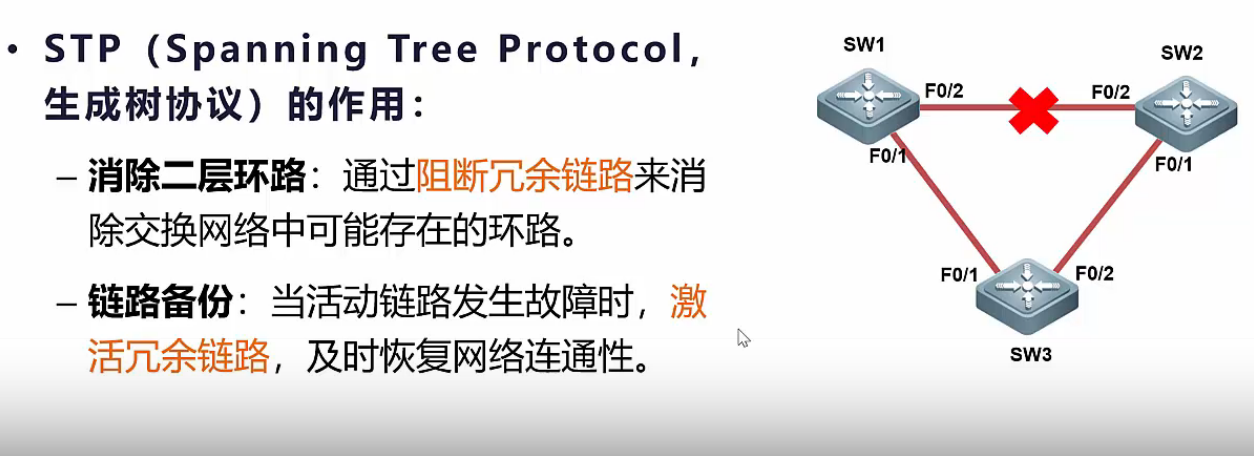 • STP（Spanning Tree Protocol，
生成树协议）的作用：
– 消除二层环路：通过阻断冗余链路来消
除交换网络中可能存在的环路。
– 链路备份：当活动链路发生故障时，激
活冗余链路，及时恢复网络连通性。
SW1
SW2
F0/2
F0/2
F0/1
F0/1
F0/1
F0/2
SW3